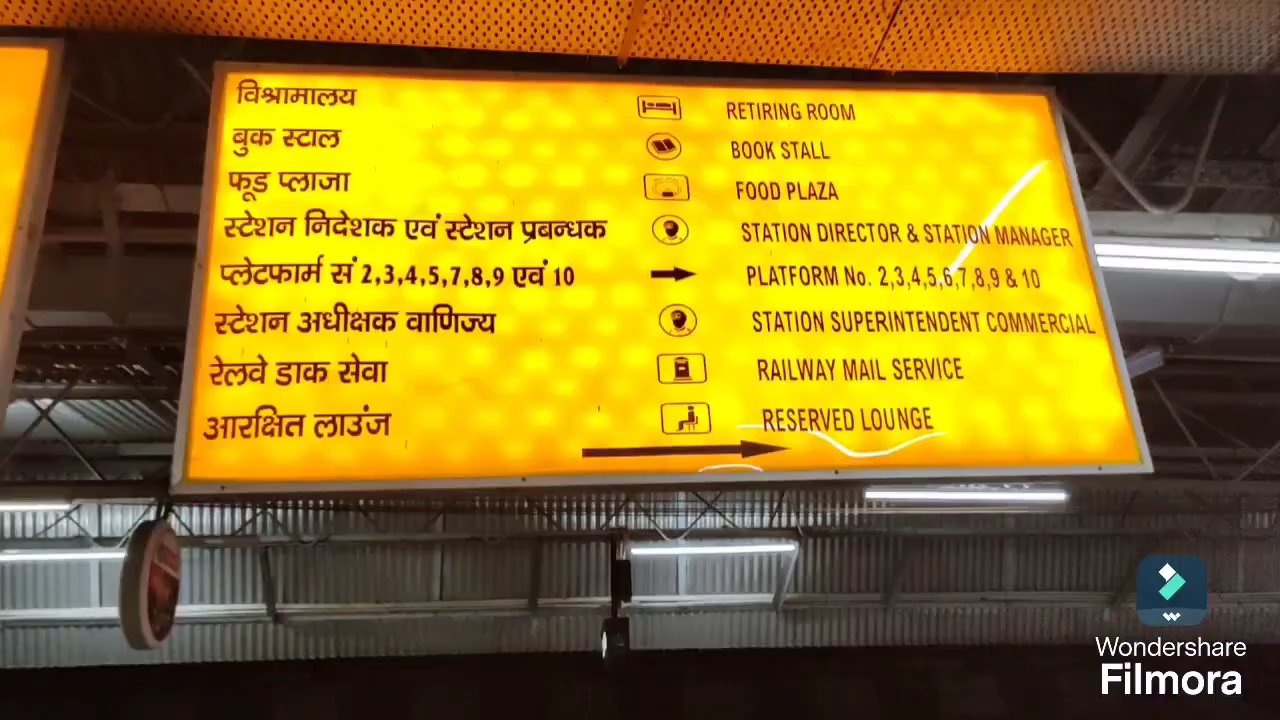 विश्रामालय RETIRING ROOM
बुक स्टाल BOOK STALL
फूड प्लाजा FOOD PLAZA
स्टेशन निदेशक एवं स्टेशन प्रबन्धक STATION DIRECTOR & STATION MANAGER
प्लेटफार्म सं 2,3,4,5,7,8,9 एवं 10 PLATFORM No. 2,3,4,5,6,7,8,9 & 10
स्टेशन अधीक्षक वाणिज्य STATION SUPERINTENDENT COMMERCIAL
रेलवे डाक सेवा RAILWAY MAIL SERVICE
आरक्षित लाउंज RESERVED LOUNGE
Wondershare
Filmora